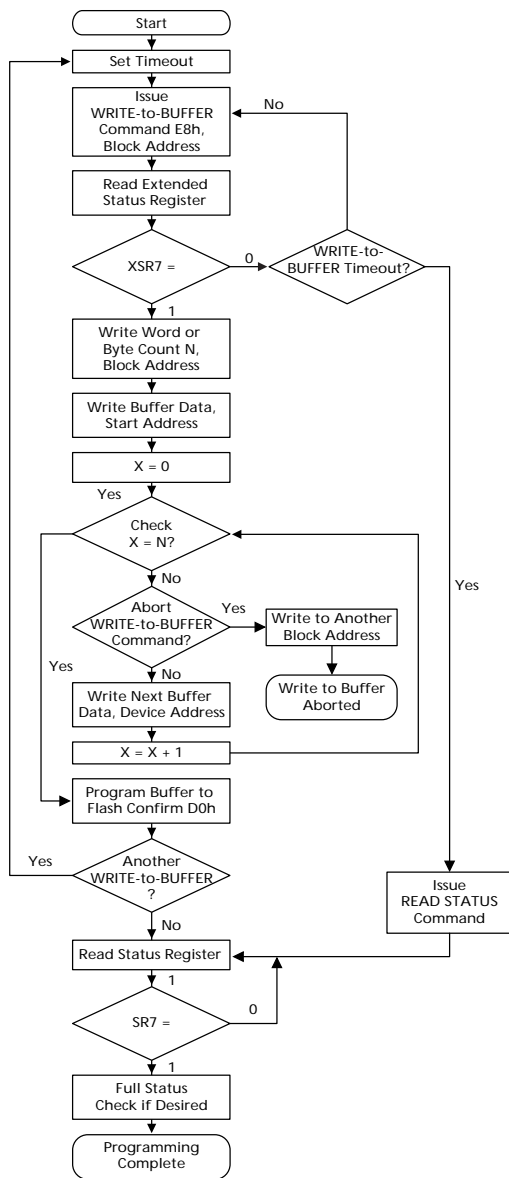 Start
Set Timeout
Issue
WRITE-to-BUFFER
Command E8h,
Block Address
No
Read Extended
Status Register
XSR7 =
0
WRITE-to-
BUFFER Timeout?
1
Write Word or
Byte Count N,
Block Address
Write Buffer Data,
Start Address
X = 0
Yes
Check
X = N?
No
Yes
Abort
WRITE-to-BUFFER
Command?
Yes
Write to Another
Block Address
Yes
No
Write to Buffer
Aborted
Write Next Buffer
Data, Device Address
X = X + 1
Program Buffer to
Flash Confirm D0h
Yes
Another
WRITE-to-BUFFER
?
Issue
READ STATUS
Command
No
Read Status Register
1
SR7 =
0
1
Full Status
Check if Desired
Programming
Complete